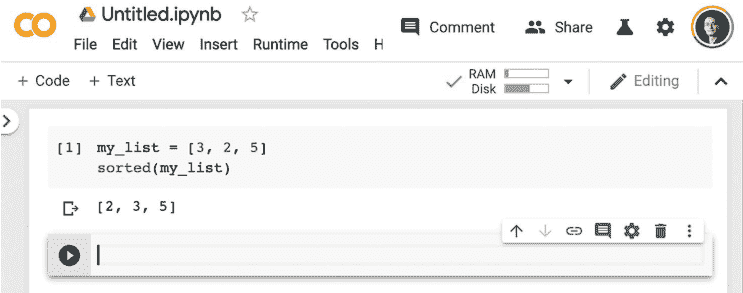 CO Untitled.ipynb
File Edit View Insert Runtime Tools H
Comment Share
+ Code + Text
RAM
Disk
Editing
[1] my_list = [3, 2, 5]
sorted(my_list)
[2, 3, 5]